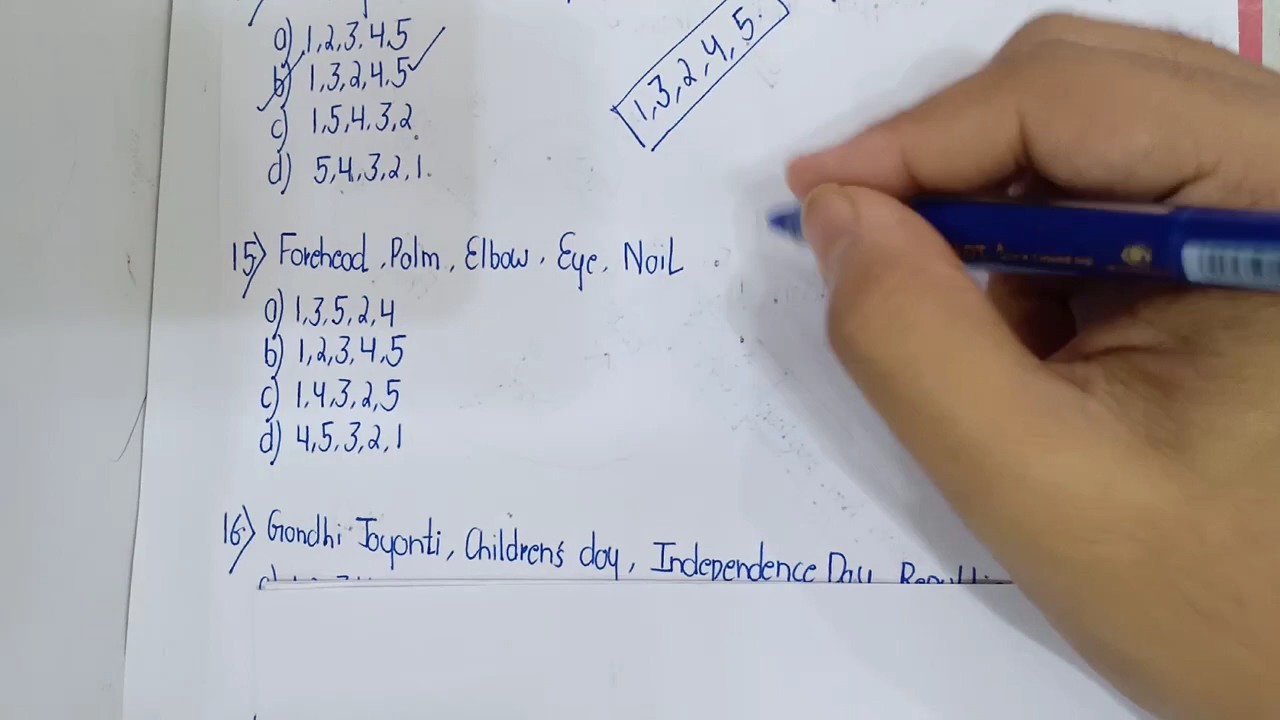 a) 1,2,3,4,5
b) 1,3,2,4,5
1,3,2,4,5.
c) 1,5,4,3,2
d) 5,4,3,2,1.
15) Forehead, Palm, Elbow, Eye, Nail
a) 1,3,5,2,4
b) 1,2,3,4,5
c) 1,4,3,2,5
d) 4,5,3,2,1
16) Gandhi Jayanti, Children's day, Independence Day